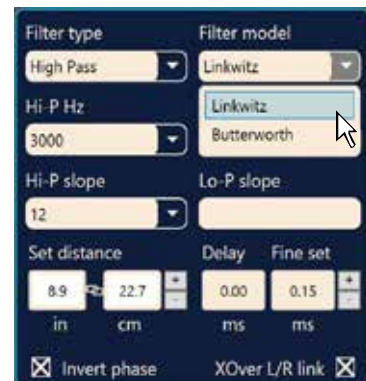 Filter type Filter model
High Pass Linkwitz
Hi-P Hz Linkwitz
3000 Butterworth
Hi-P slope Lo-P slope
12
Set distance Delay Fine set
8.9 22.7 + - 0.00 0.15 + -
in cm ms ms
Invert phase XOver L/R link